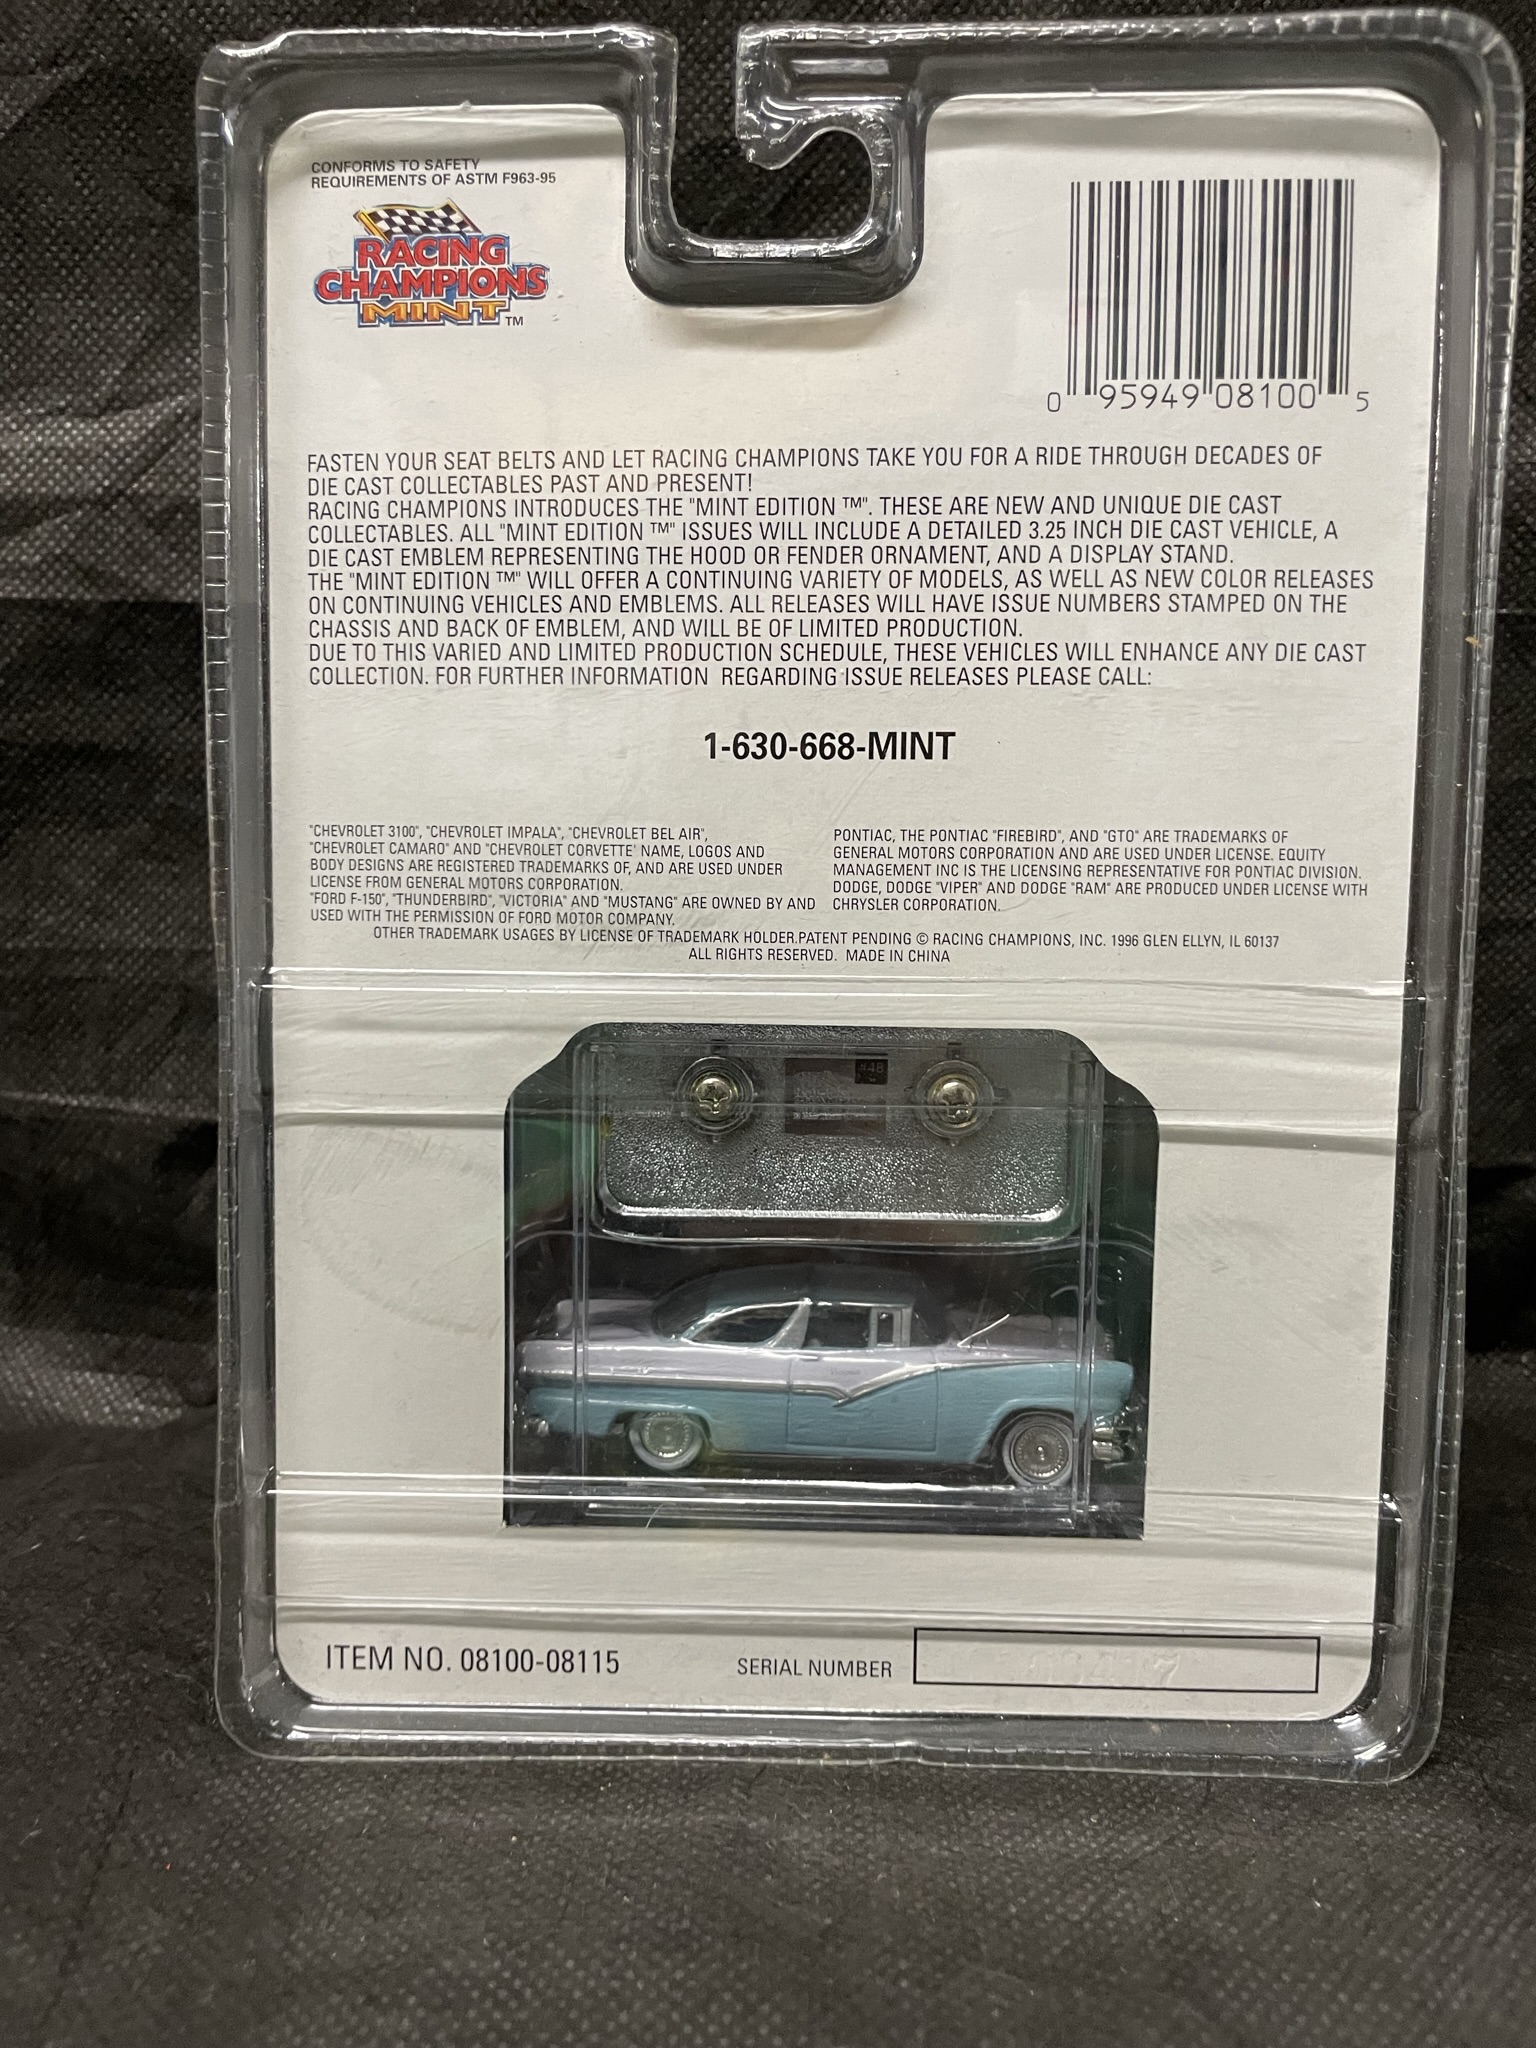 CONFORMS TO SAFETY
REQUIREMENTS OF ASTM F963-95
RACING
CHAMPIONS
MINT™
0 95949 08100 5
FASTEN YOUR SEAT BELTS AND LET RACING CHAMPIONS TAKE YOU FOR A RIDE THROUGH DECADES OF
DIE CAST COLLECTABLES PAST AND PRESENT!
RACING CHAMPIONS INTRODUCES THE "MINT EDITION ™". THESE ARE NEW AND UNIQUE DIE CAST
COLLECTABLES. ALL "MINT EDITION ™" ISSUES WILL INCLUDE A DETAILED 3.25 INCH DIE CAST VEHICLE, A
DIE CAST EMBLEM REPRESENTING THE HOOD OR FENDER ORNAMENT, AND A DISPLAY STAND.
THE "MINT EDITION ™" WILL OFFER A CONTINUING VARIETY OF MODELS, AS WELL AS NEW COLOR RELEASES
ON CONTINUING VEHICLES AND EMBLEMS. ALL RELEASES WILL HAVE ISSUE NUMBERS STAMPED ON THE
CHASSIS AND BACK OF EMBLEM, AND WILL BE OF LIMITED PRODUCTION.
DUE TO THIS VARIED AND LIMITED PRODUCTION SCHEDULE, THESE VEHICLES WILL ENHANCE ANY DIE CAST
COLLECTION. FOR FURTHER INFORMATION REGARDING ISSUE RELEASES PLEASE CALL:
1-630-668-MINT
"CHEVROLET 3100", "CHEVROLET IMPALA", "CHEVROLET BEL AIR",
"CHEVROLET CAMARO" AND "CHEVROLET CORVETTE' NAME, LOGOS AND
BODY DESIGNS ARE REGISTERED TRADEMARKS OF, AND ARE USED UNDER
LICENSE FROM GENERAL MOTORS CORPORATION.
"FORD F-150", "THUNDERBIRD", "VICTORIA" AND "MUSTANG" ARE OWNED BY AND
USED WITH THE PERMISSION OF FORD MOTOR COMPANY.
PONTIAC, THE PONTIAC "FIREBIRD", AND "GTO" ARE TRADEMARKS OF
GENERAL MOTORS CORPORATION AND ARE USED UNDER LICENSE. EQUITY
MANAGEMENT INC IS THE LICENSING REPRESENTATIVE FOR PONTIAC DIVISION.
DODGE, DODGE "VIPER" AND DODGE "RAM" ARE PRODUCED UNDER LICENSE WITH
CHRYSLER CORPORATION.
OTHER TRADEMARK USAGES BY LICENSE OF TRADEMARK HOLDER.PATENT PENDING © RACING CHAMPIONS, INC. 1996 GLEN ELLYN, IL 60137
ALL RIGHTS RESERVED. MADE IN CHINA
#48
ITEM NO. 08100-08115
SERIAL NUMBER